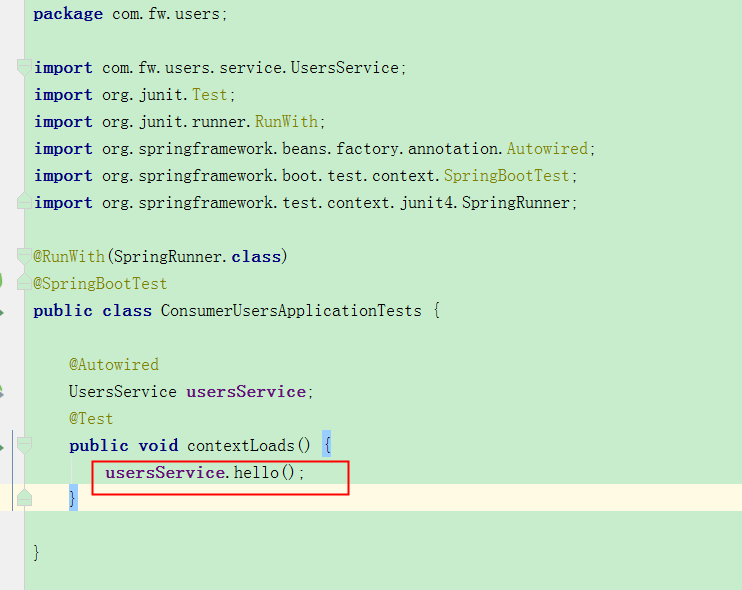 package com.fw.users;
import com.fw.users.service.UsersService;
import org.junit.Test;
import org.junit.runner.RunWith;
import org.springframework.beans.factory.annotation.Autowired;
import org.springframework.boot.test.context.SpringBootTest;
import org.springframework.test.context.junit4.SpringRunner;
@RunWith(SpringRunner.class)
@SpringBootTest
public class ConsumerUsersApplicationTests {
@Autowired
UsersService usersService;
@Test
public void contextLoads() {
usersService.hello();
}
}